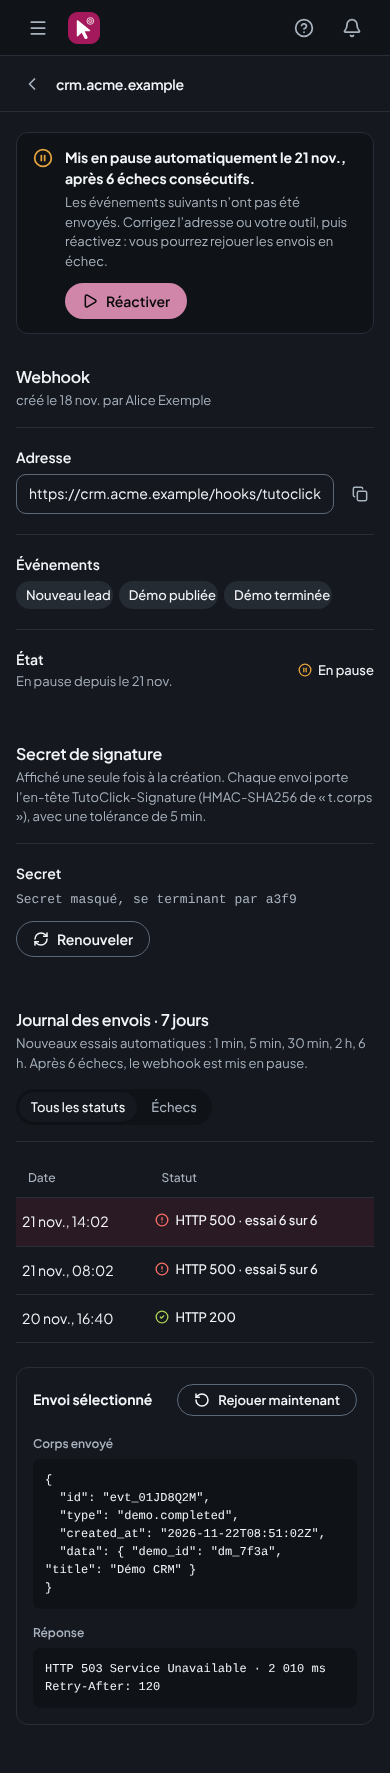 crm.acme.example
Mis en pause automatiquement le 21 nov.,
après 6 échecs consécutifs.
Les événements suivants n'ont pas été
envoyés. Corrigez l'adresse ou votre outil, puis
réactivez : vous pourrez rejouer les envois en
échec.
Réactiver
Webhook
créé le 18 nov. par Alice Exemple
Adresse
https://crm.acme.example/hooks/tutoclick
Événements
Nouveau lead Démo publiée Démo terminée
État
En pause depuis le 21 nov.
En pause
Secret de signature
Affiché une seule fois à la création. Chaque envoi porte
l'en-tête TutoClick-Signature (HMAC-SHA256 de « t.corps
»), avec une tolérance de 5 min.
Secret
Secret masqué, se terminant par a3f9
Renouveler
Journal des envois · 7 jours
Nouveaux essais automatiques : 1 min, 5 min, 30 min, 2 h, 6
h. Après 6 échecs, le webhook est mis en pause.
Tous les statuts Échecs
Date Statut
21 nov., 14:02 HTTP 500 · essai 6 sur 6
21 nov., 08:02 HTTP 500 · essai 5 sur 6
20 nov., 16:40 HTTP 200
Envoi sélectionné Rejouer maintenant
Corps envoyé
{
"id": "evt_01JD8Q2M",
"type": "demo.completed",
"created_at": "2026-11-22T08:51:02Z",
"data": { "demo_id": "dm_7f3a",
"title": "Démo CRM" }
}
Réponse
HTTP 503 Service Unavailable · 2 010 ms
Retry-After: 120